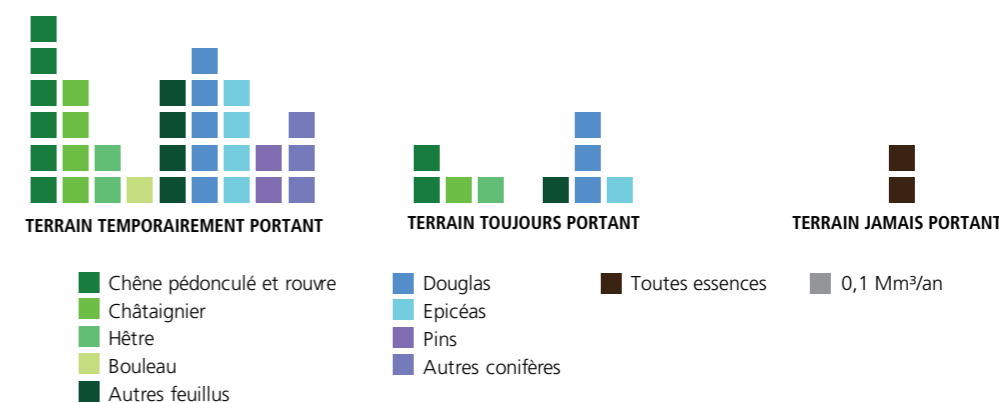 TERRAIN TEMPORAIREMENT PORTANT
TERRAIN TOUJOURS PORTANT
TERRAIN JAMAIS PORTANT
Chêne pédonculé et rouvre
Châtaignier
Hêtre
Bouleau
Autres feuillus
Douglas
Epicéas
Pins
Autres conifères
Toutes essences
0,1 Mm³/an